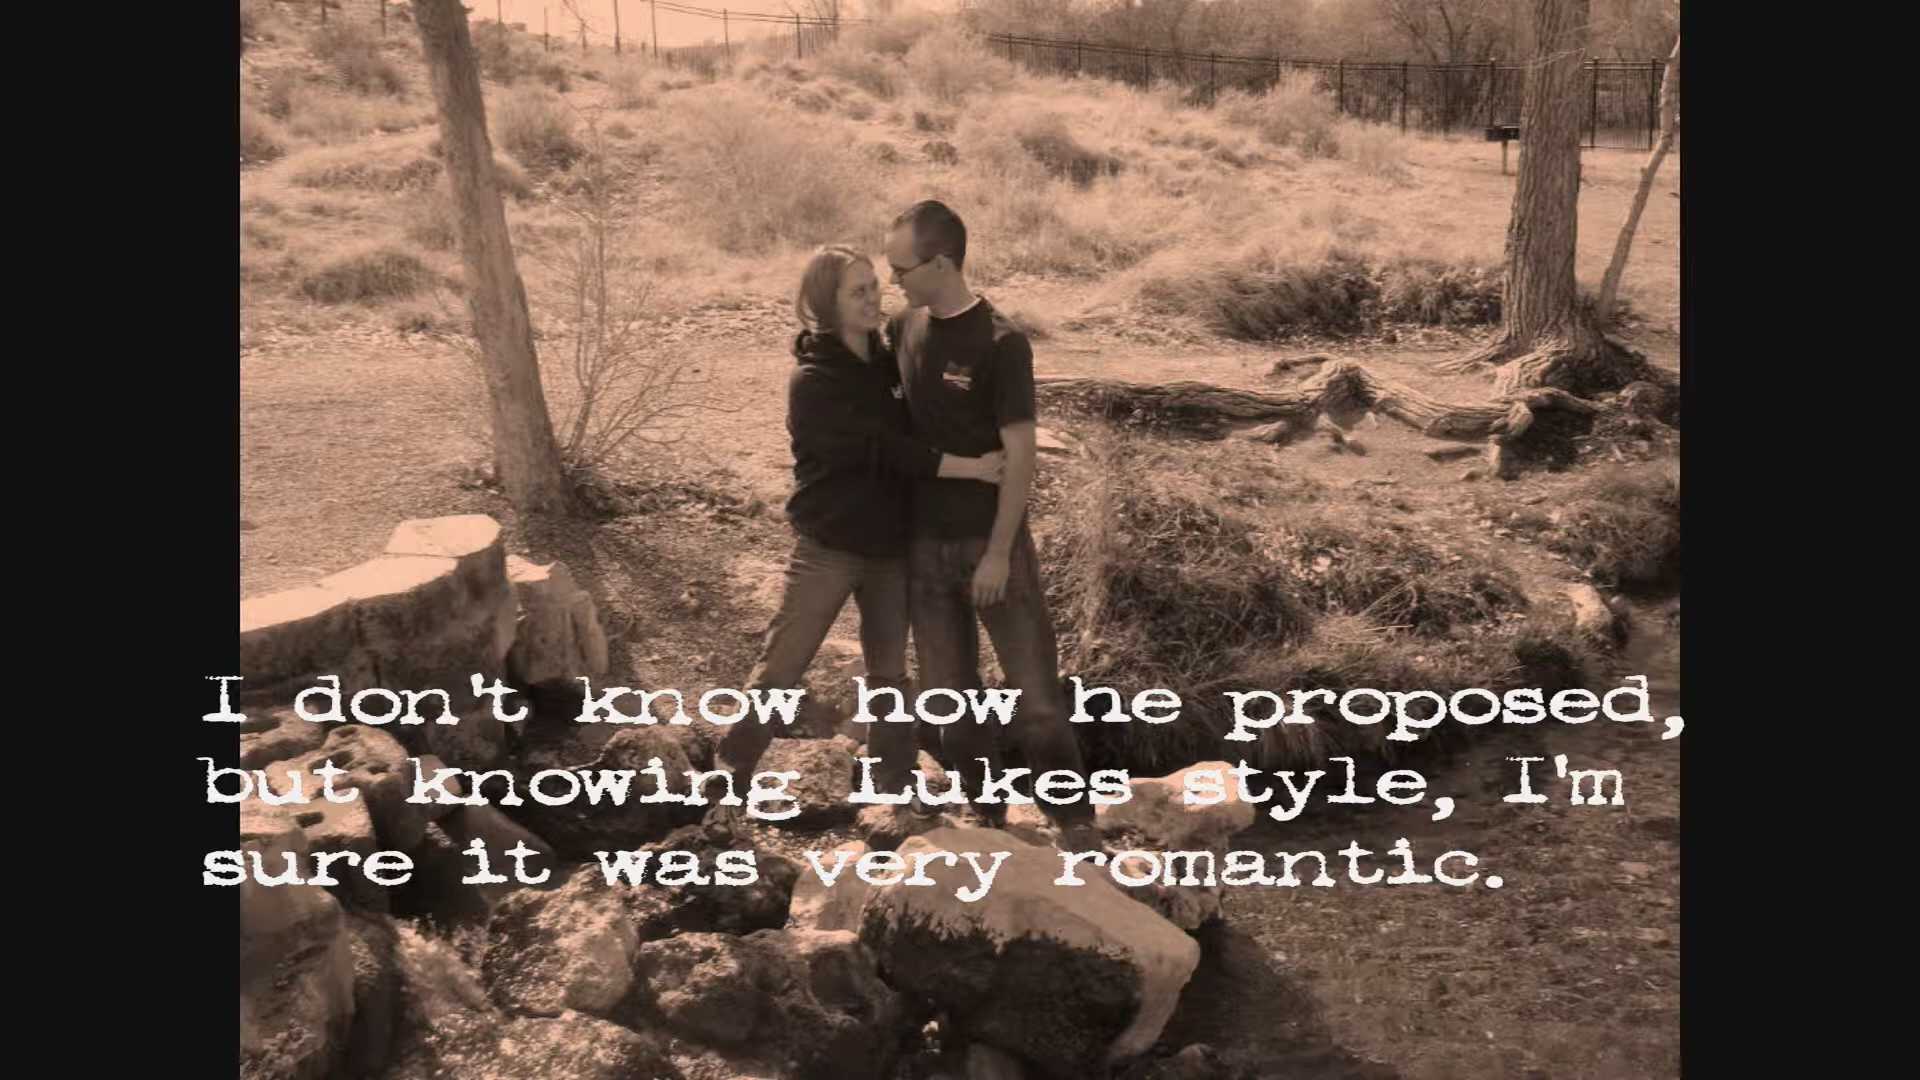 I don't know how he proposed,
but knowing Lukes style, I'm
sure it was very romantic.